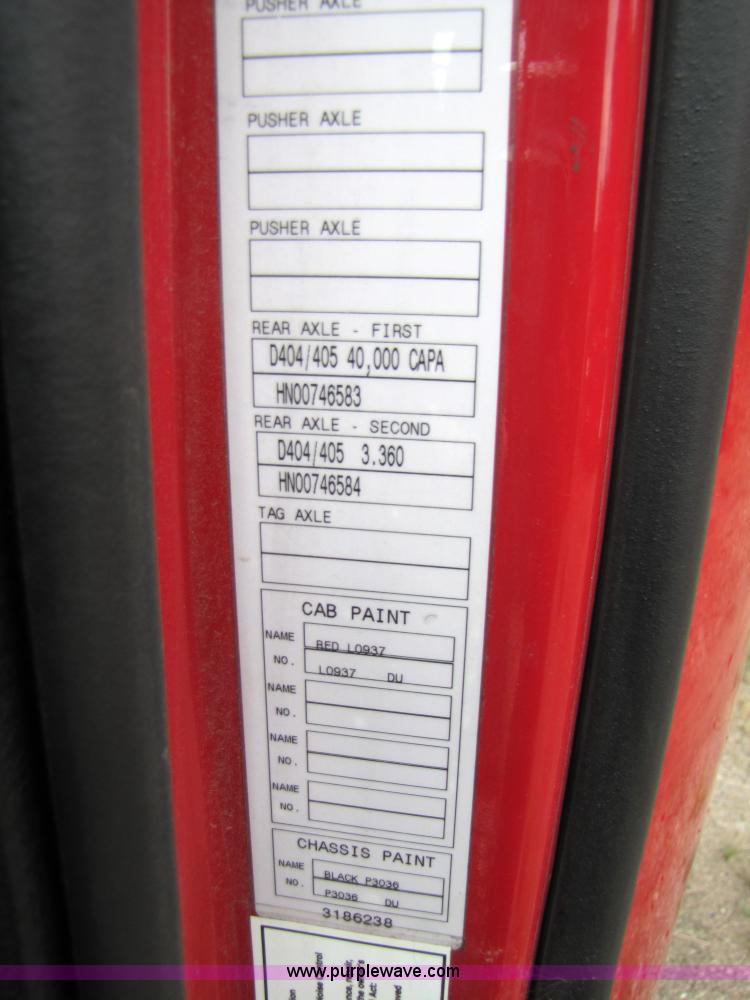 PUSHER AXLE
PUSHER AXLE
PUSHER AXLE
REAR AXLE - FIRST
D404/405 40,000 CAPA
HN00746583
REAR AXLE - SECOND
D404/405 3.360
HN00746584
TAG AXLE
CAB PAINT
NAME RED L0937
NO. L0937 DU
NAME
NO.
NAME
NO.
NAME
NO.
CHASSIS PAINT
NAME BLACK P3036
NO. P3036 DU
3186238
www.purplewave.com